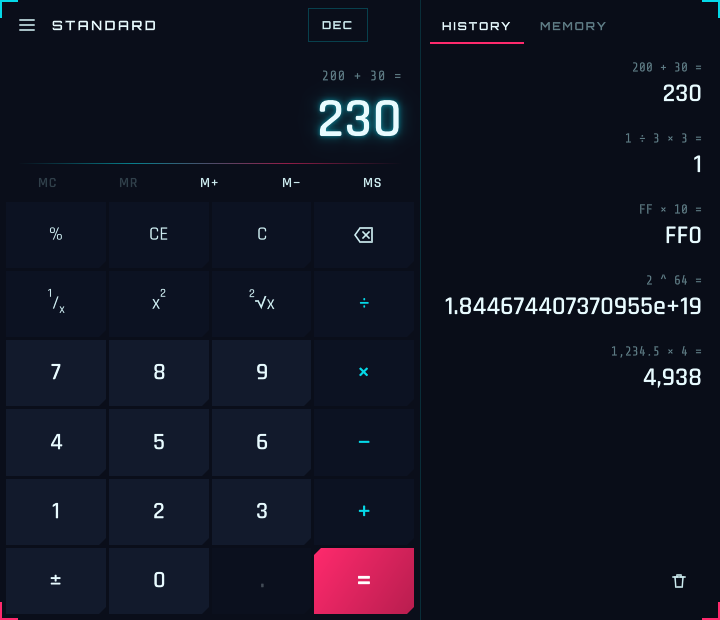 STANDARD DEC
200 + 30 =
230
MC MR M+ M− MS
% CE C
1/x x2 2√x ÷
7 8 9 ×
4 5 6 −
1 2 3 +
± 0 . =
HISTORY MEMORY
200 + 30 =
230
1 ÷ 3 × 3 =
1
FF × 10 =
FF0
2 ^ 64 =
1.844674407370955e+19
1,234.5 × 4 =
4,938